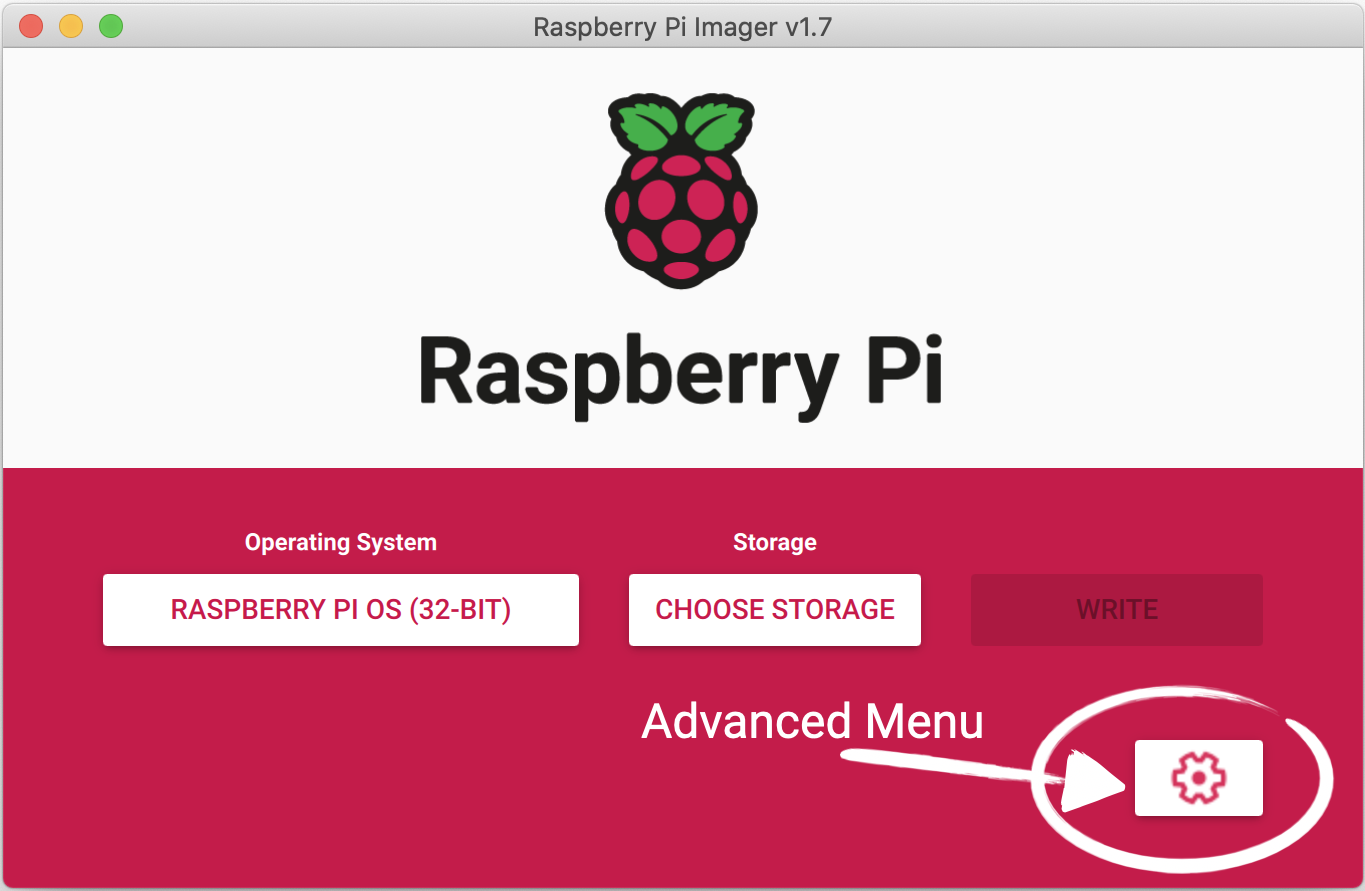 Raspberry Pi Imager v1.7
Raspberry Pi
Operating System
Storage
RASPBERRY PI OS (32-BIT)
CHOOSE STORAGE
WRITE
Advanced Menu